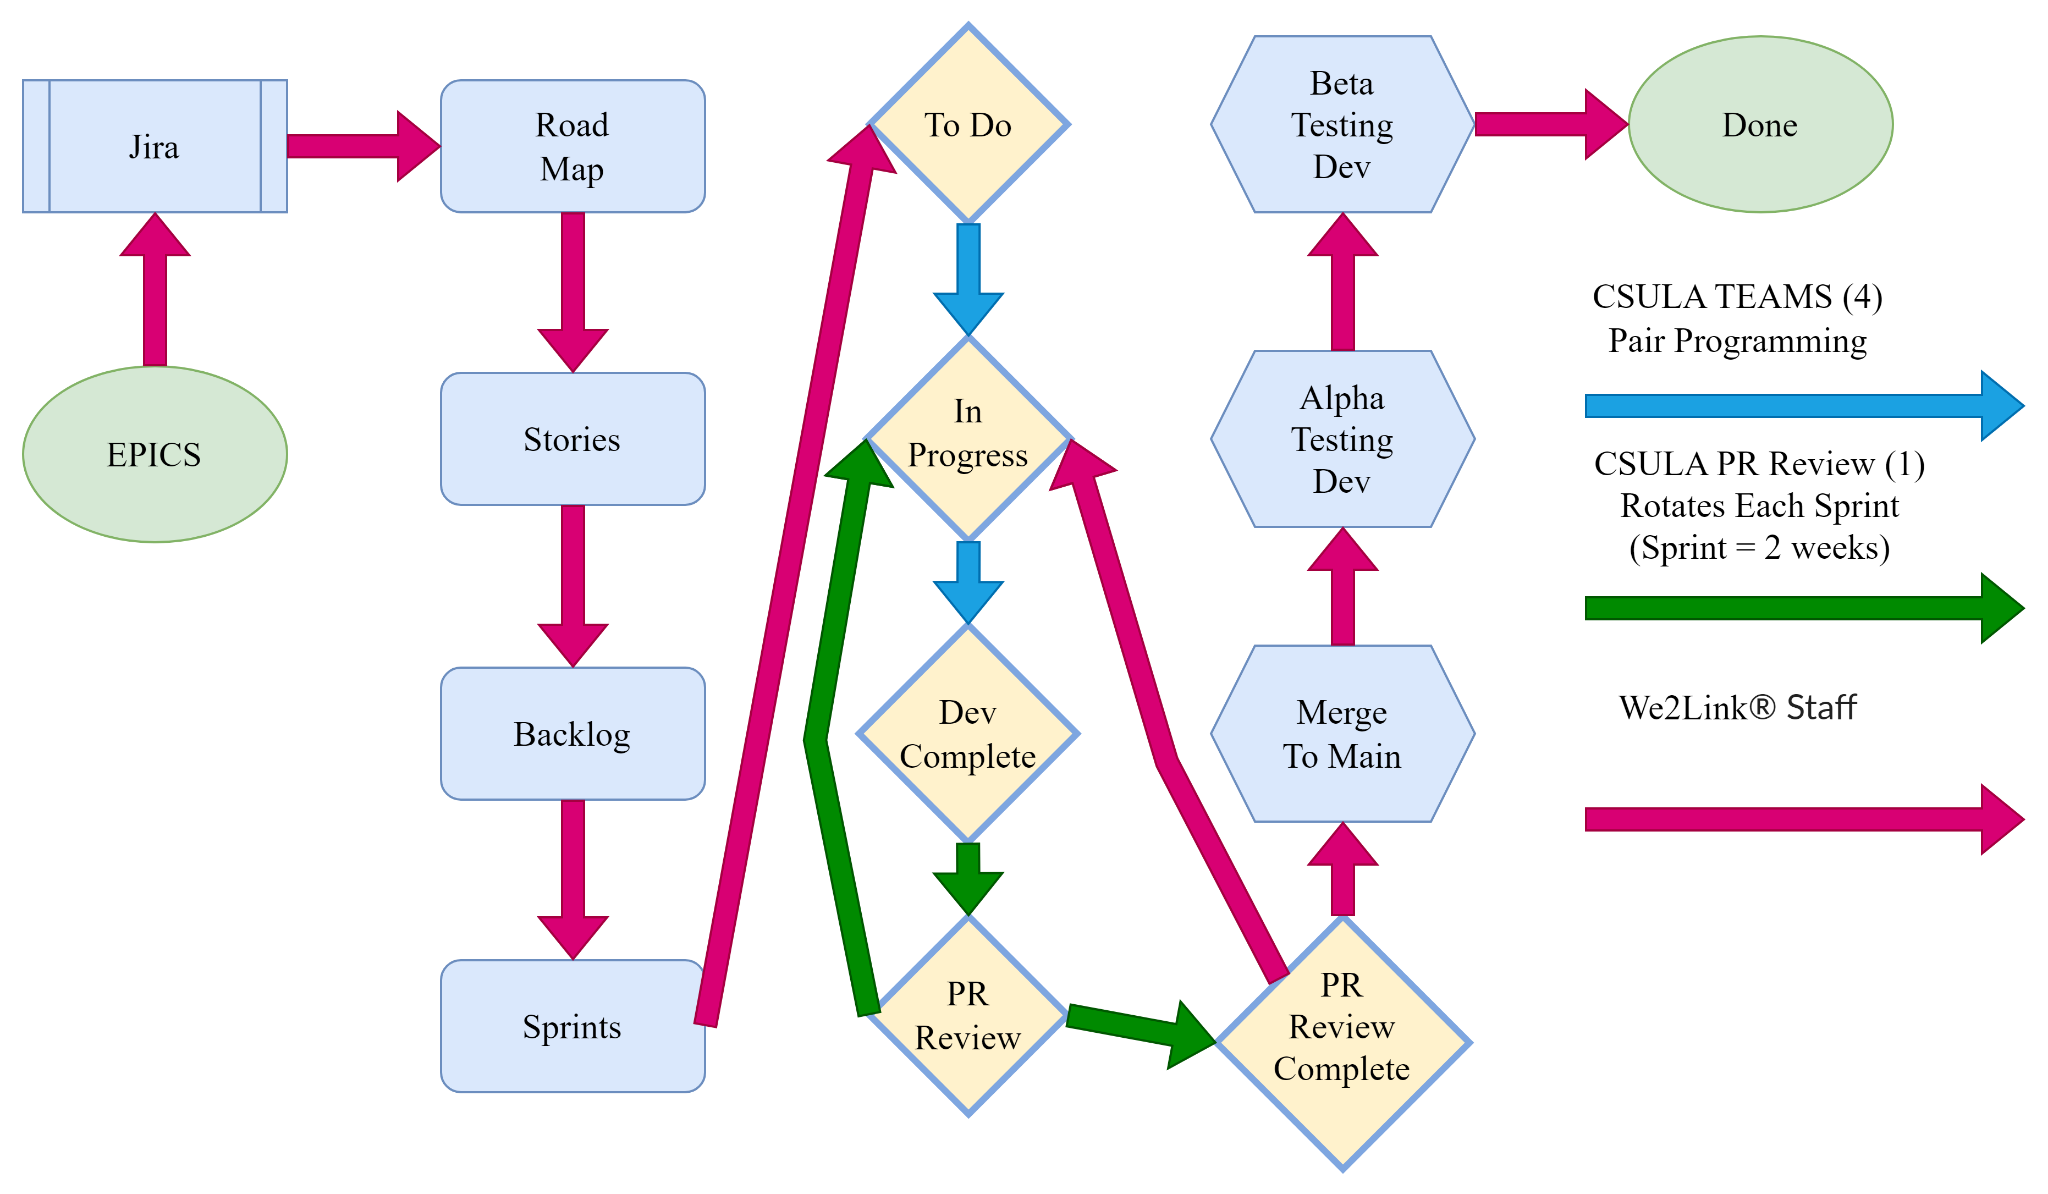 Jira
EPICS
Road
Map
Stories
Backlog
Sprints
To Do
In
Progress
Dev
Complete
PR
Review
PR
Review
Complete
Merge
To Main
Alpha
Testing
Dev
Beta
Testing
Dev
Done
CSULA TEAMS (4)
Pair Programming
CSULA PR Review (1)
Rotates Each Sprint
(Sprint = 2 weeks)
We2Link® Staff